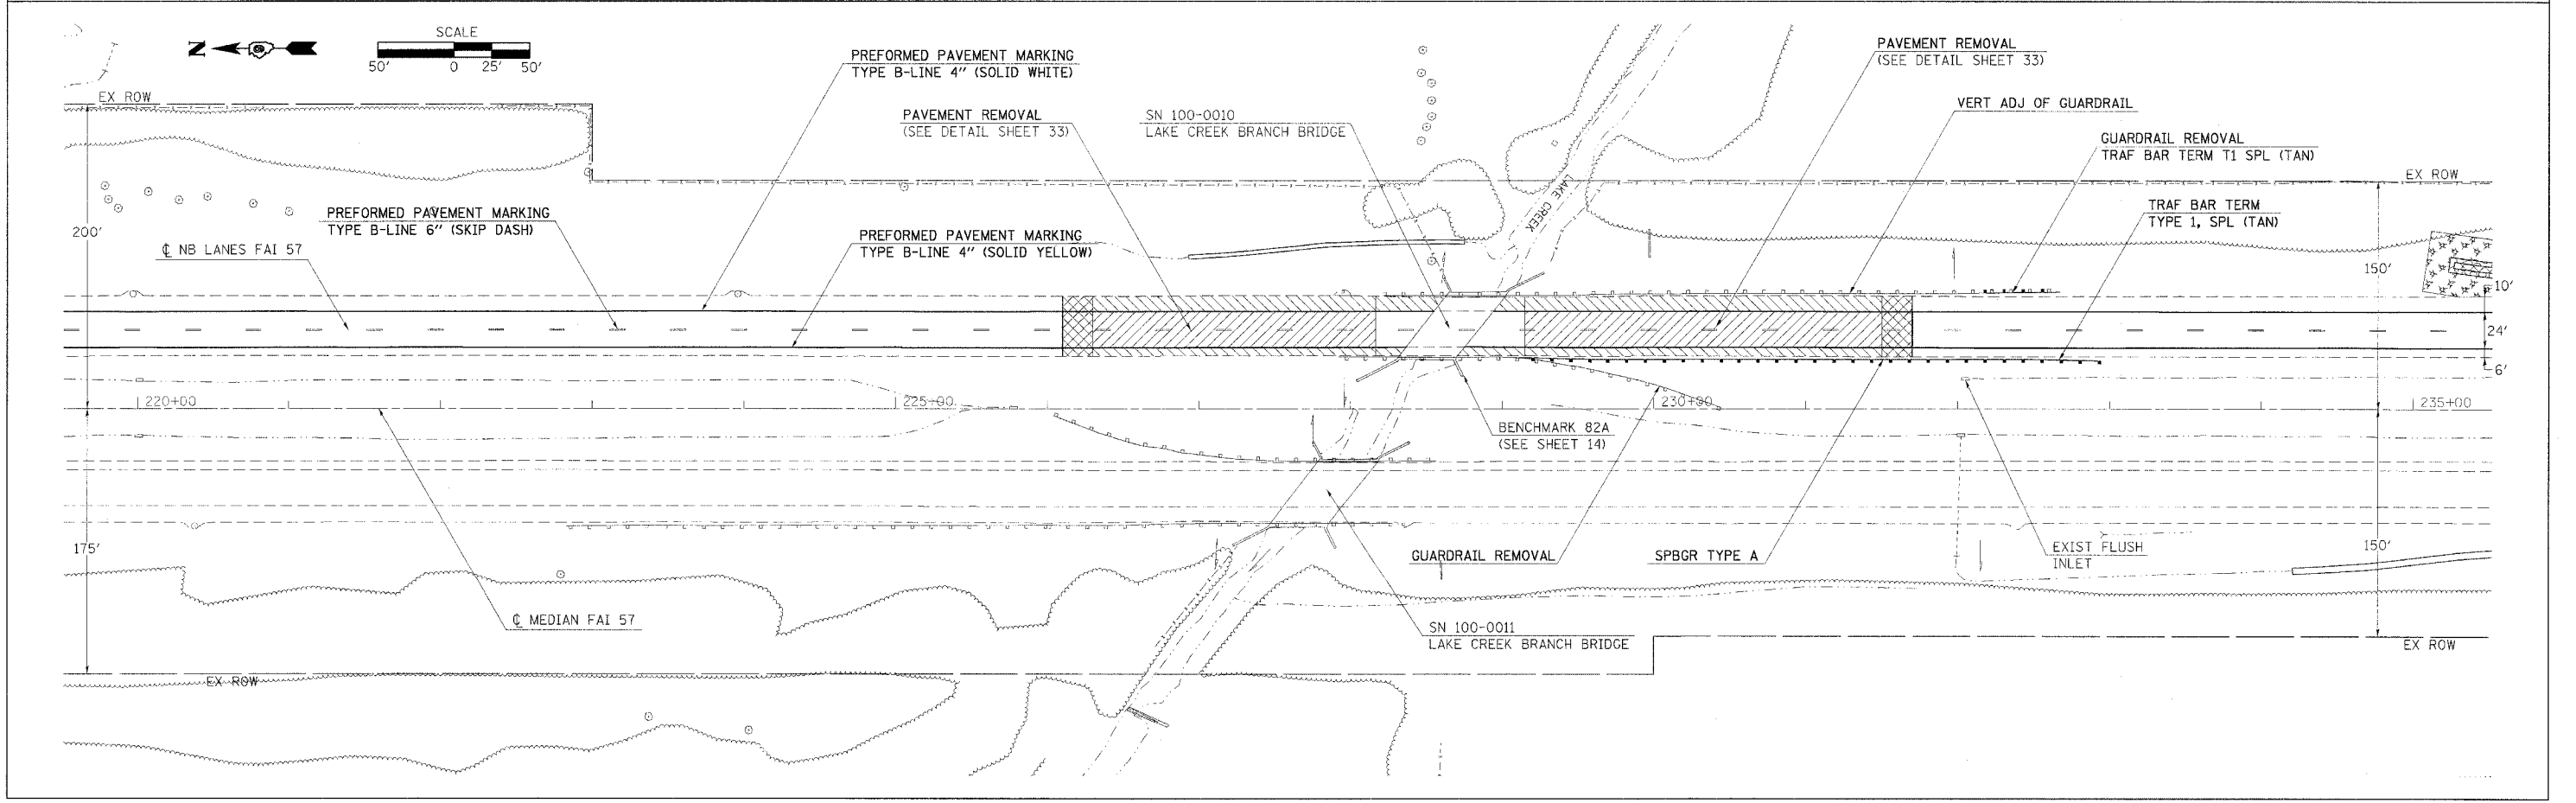 SCALE
N
50' 0 25' 50'
PREFORMED PAVEMENT MARKING
TYPE B-LINE 4" (SOLID WHITE)
PAVEMENT REMOVAL
(SEE DETAIL SHEET 33)
EX ROW
PAVEMENT REMOVAL
(SEE DETAIL SHEET 33)
SN 100-0010
LAKE CREEK BRANCH BRIDGE
VERT ADJ OF GUARDRAIL
GUARDRAIL REMOVAL
TRAF BAR TERM T1 SPL (TAN)
EX ROW
LAKE CREEK
TRAF BAR TERM
TYPE 1, SPL (TAN)
PREFORMED PAVEMENT MARKING
TYPE B-LINE 6" (SKIP DASH)
200'
PREFORMED PAVEMENT MARKING
TYPE B-LINE 4" (SOLID YELLOW)
℄ NB LANES FAI 57
150'
10'
24'
6'
220+00
225+00
230+00
235+00
BENCHMARK 82A
(SEE SHEET 14)
175'
GUARDRAIL REMOVAL
SPBGR TYPE A
EXIST FLUSH
INLET
150'
℄ MEDIAN FAI 57
SN 100-0011
LAKE CREEK BRANCH BRIDGE
EX ROW
EX ROW